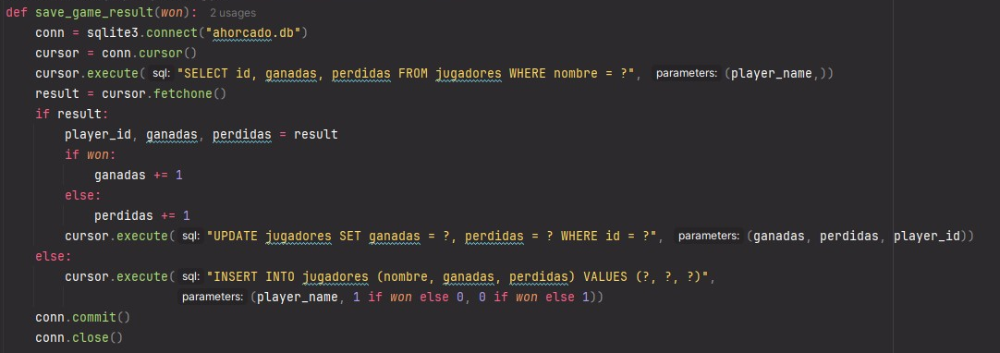 def save_game_result(won):  2 usages
    conn = sqlite3.connect("ahorcado.db")
    cursor = conn.cursor()
    cursor.execute( sql: "SELECT id, ganadas, perdidas FROM jugadores WHERE nombre = ?",  parameters: (player_name,))
    result = cursor.fetchone()
    if result:
        player_id, ganadas, perdidas = result
        if won:
            ganadas += 1
        else:
            perdidas += 1
        cursor.execute( sql: "UPDATE jugadores SET ganadas = ?, perdidas = ? WHERE id = ?",  parameters: (ganadas, perdidas, player_id))
    else:
        cursor.execute( sql: "INSERT INTO jugadores (nombre, ganadas, perdidas) VALUES (?, ?, ?)",
                       parameters: (player_name, 1 if won else 0, 0 if won else 1))
    conn.commit()
    conn.close()